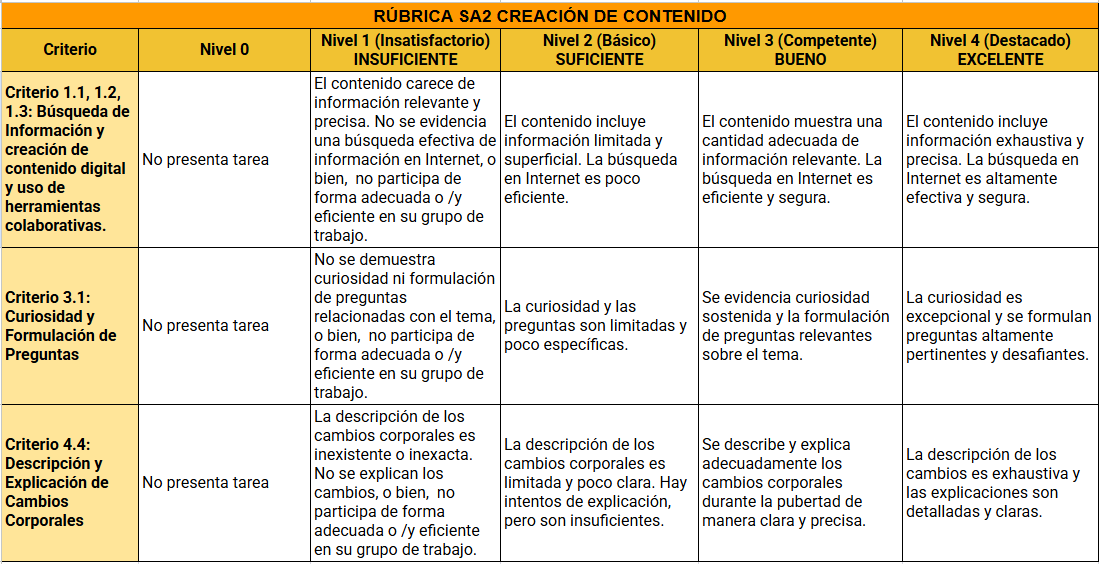 RÚBRICA SA2 CREACIÓN DE CONTENIDO
Criterio
Nivel 0
Nivel 1 (Insatisfactorio)
INSUFICIENTE
Nivel 2 (Básico)
SUFICIENTE
Nivel 3 (Competente)
BUENO
Nivel 4 (Destacado)
EXCELENTE
Criterio 1.1, 1.2,
1.3: Búsqueda de
Información y
creación de
contenido digital
y uso de
herramientas
colaborativas.
No presenta tarea
El contenido carece de
información relevante y
precisa. No se evidencia
una búsqueda efectiva de
información en Internet, o
bien, no participa de
forma adecuada o /y
eficiente en su grupo de
trabajo.
El contenido incluye
información limitada y
superficial. La búsqueda
en Internet es poco
eficiente.
El contenido muestra una
cantidad adecuada de
información relevante. La
búsqueda en Internet es
eficiente y segura.
El contenido incluye
información exhaustiva y
precisa. La búsqueda en
Internet es altamente
efectiva y segura.
Criterio 3.1:
Curiosidad y
Formulación de
Preguntas
No presenta tarea
No se demuestra
curiosidad ni formulación
de preguntas
relacionadas con el tema,
o bien, no participa de
forma adecuada o /y
eficiente en su grupo de
trabajo.
La curiosidad y las
preguntas son limitadas y
poco específicas.
Se evidencia curiosidad
sostenida y la formulación
de preguntas relevantes
sobre el tema.
La curiosidad es
excepcional y se formulan
preguntas altamente
pertinentes y desafiantes.
Criterio 4.4:
Descripción y
Explicación de
Cambios
Corporales
No presenta tarea
La descripción de los
cambios corporales es
inexistente o inexacta.
No se explican los
cambios, o bien, no
participa de forma
adecuada o /y eficiente
en su grupo de trabajo.
La descripción de los
cambios corporales es
limitada y poco clara. Hay
intentos de explicación,
pero son insuficientes.
Se describe y explica
adecuadamente los
cambios corporales
durante la pubertad de
manera clara y precisa.
La descripción de los
cambios es exhaustiva y
las explicaciones son
detalladas y claras.